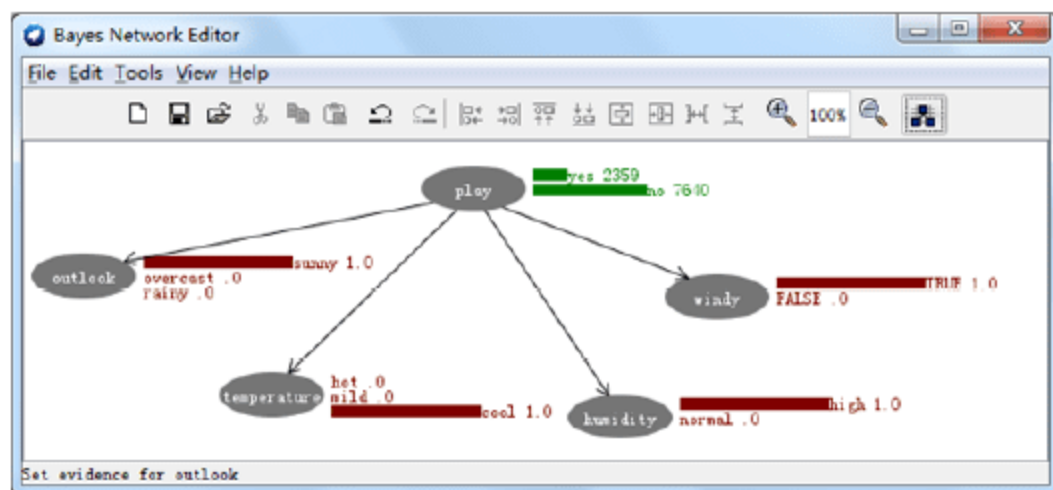 Bayes Network Editor
File Edit Tools View Help
100%
play
yes 2359
no 7640
outlook
sunny 1.0
overcast .0
rainy .0
windy
TRUE 1.0
FALSE .0
temperature
hot .0
mild .0
cool 1.0
humidity
high 1.0
normal .0
Set evidence for outlook